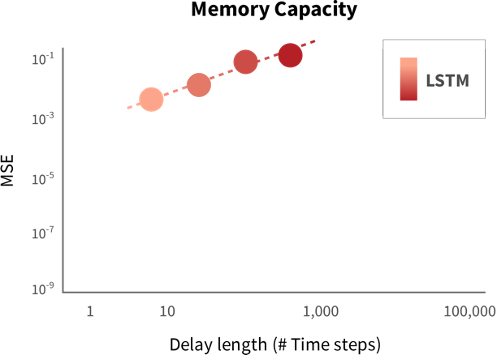 Memory Capacity
LSTM
MSE
10-1
10-3
10-5
10-7
10-9
1 10 1,000 100,000
Delay length (# Time steps)